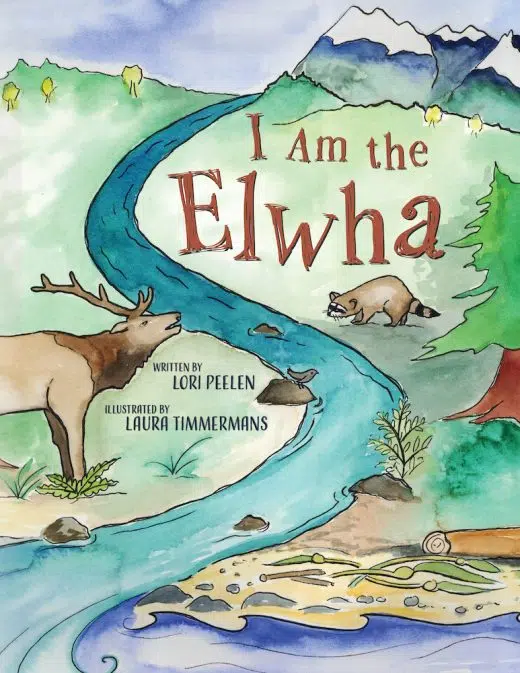 I Am the
Elwha
WRITTEN BY
LORI PEELEN
ILLUSTRATED BY
LAURA TIMMERMANS